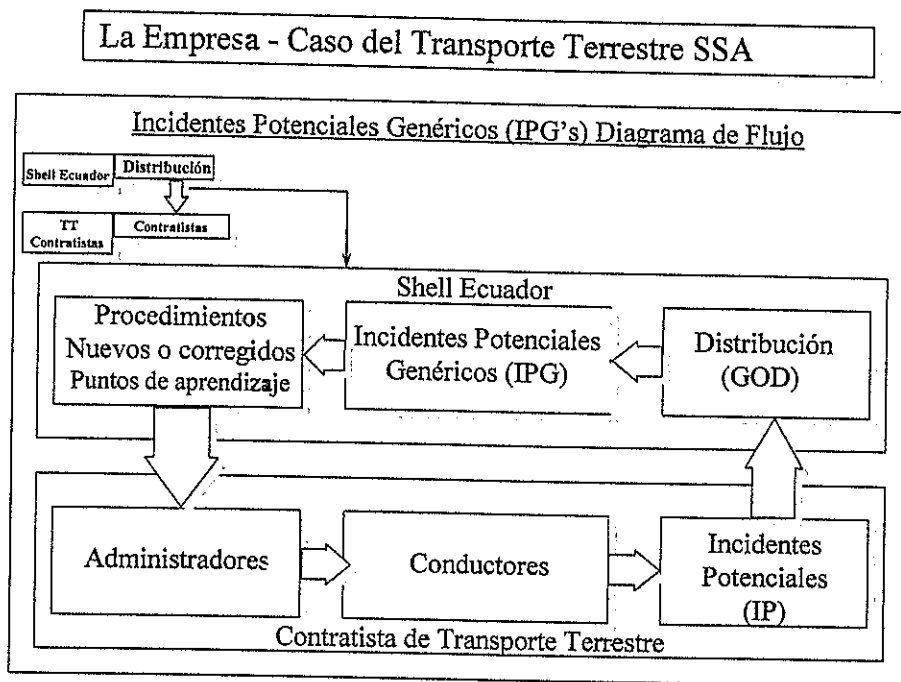 La Empresa - Caso del Transporte Terrestre SSA
Incidentes Potenciales Genéricos (IPG's) Diagrama de Flujo
Shell Ecuador
Distribución
TT
Contratistas
Contratistas
Shell Ecuador
Procedimientos
Nuevos o corregidos
Puntos de aprendizaje
Incidentes Potenciales
Genéricos (IPG)
Distribución
(GOD)
Administradores
Conductores
Incidentes
Potenciales
(IP)
Contratista de Transporte Terrestre